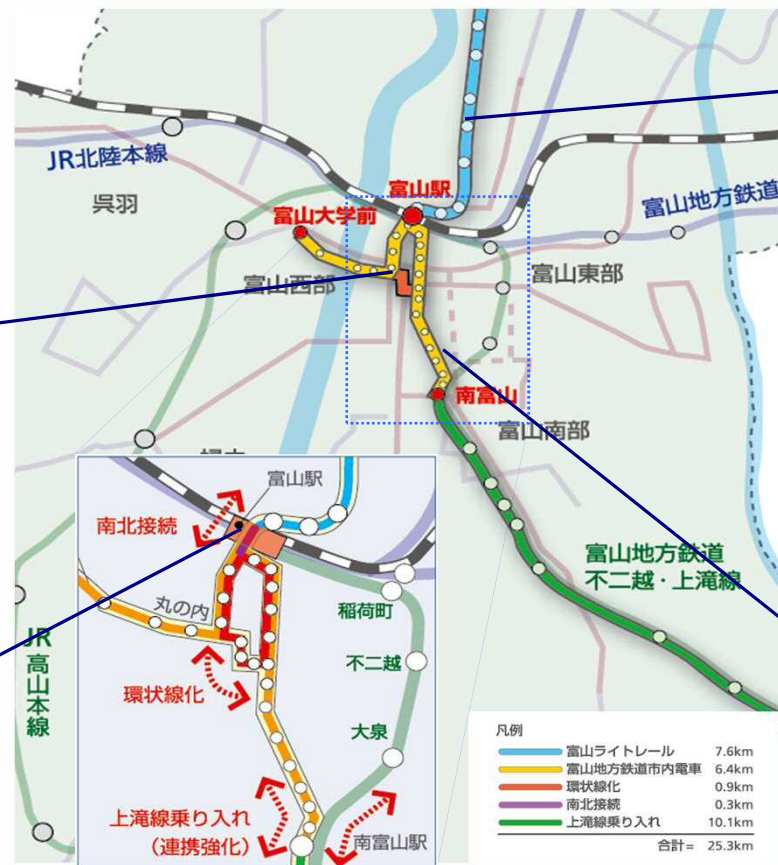 JR北陸本線
呉羽
富山駅
富山大学前
富山地方鉄道
富山西部
富山東部
南富山
富山南部
富山地方鉄道
不二越・上滝線
富山駅
南北接続
丸の内
稲荷町
不二越
環状線化
大泉
上滝線乗り入れ
（連携強化）
南富山駅
JR
高山本線
凡例
富山ライトレール 7.6km
富山地方鉄道市内電車 6.4km
環状線化 0.9km
南北接続 0.3km
上滝線乗り入れ 10.1km
合計= 25.3km